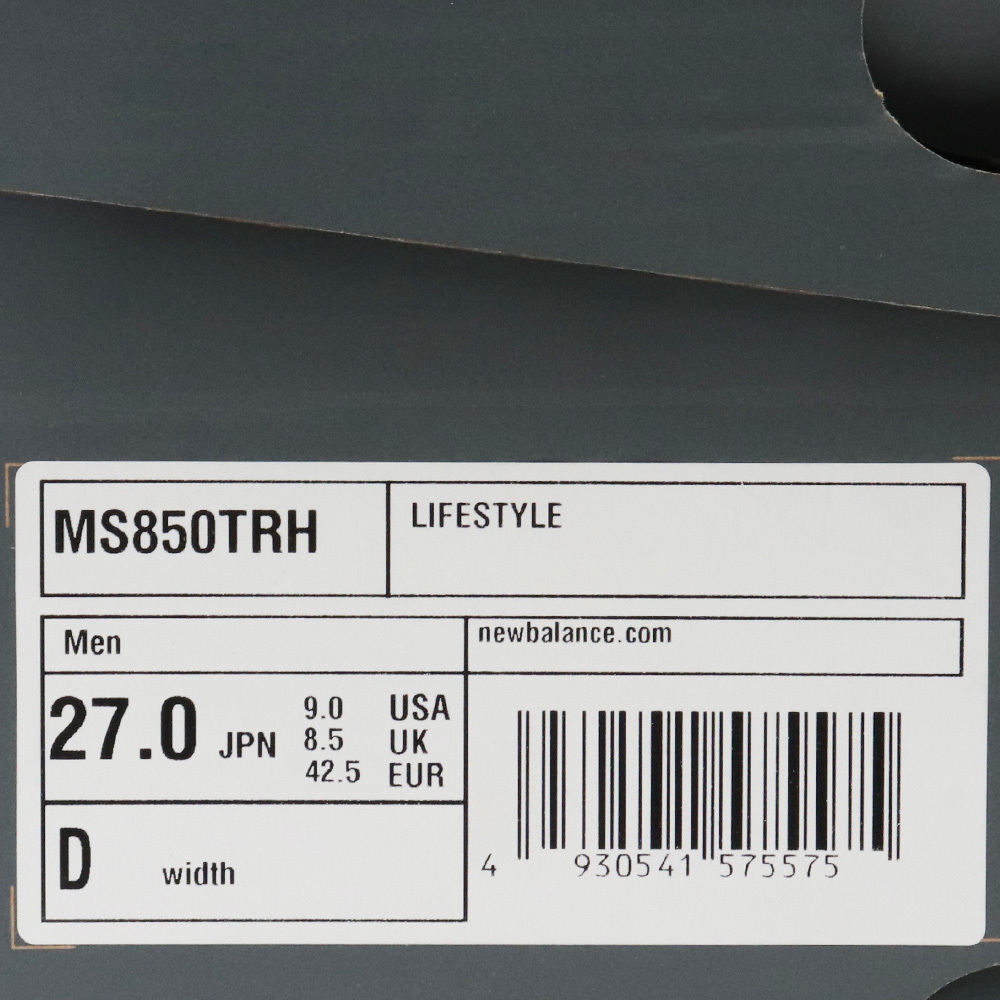 MS850TRH
LIFESTYLE
Men
newbalance.com
27.0 JPN
9.0 USA
8.5 UK
42.5 EUR
D width
4 930541 575575